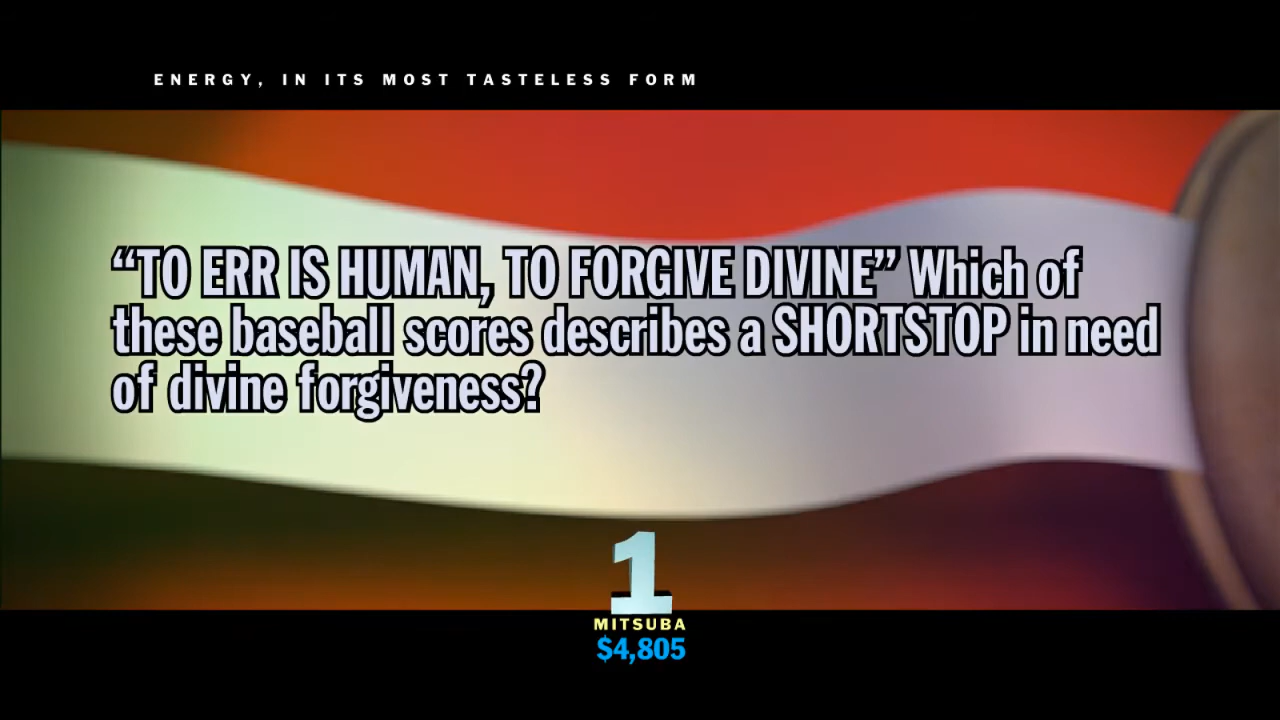 ENERGY, IN ITS MOST TASTELESS FORM
“TO ERR IS HUMAN, TO FORGIVE DIVINE” Which of
these baseball scores describes a SHORTSTOP in need
of divine forgiveness?
1
MITSUBA
$4,805